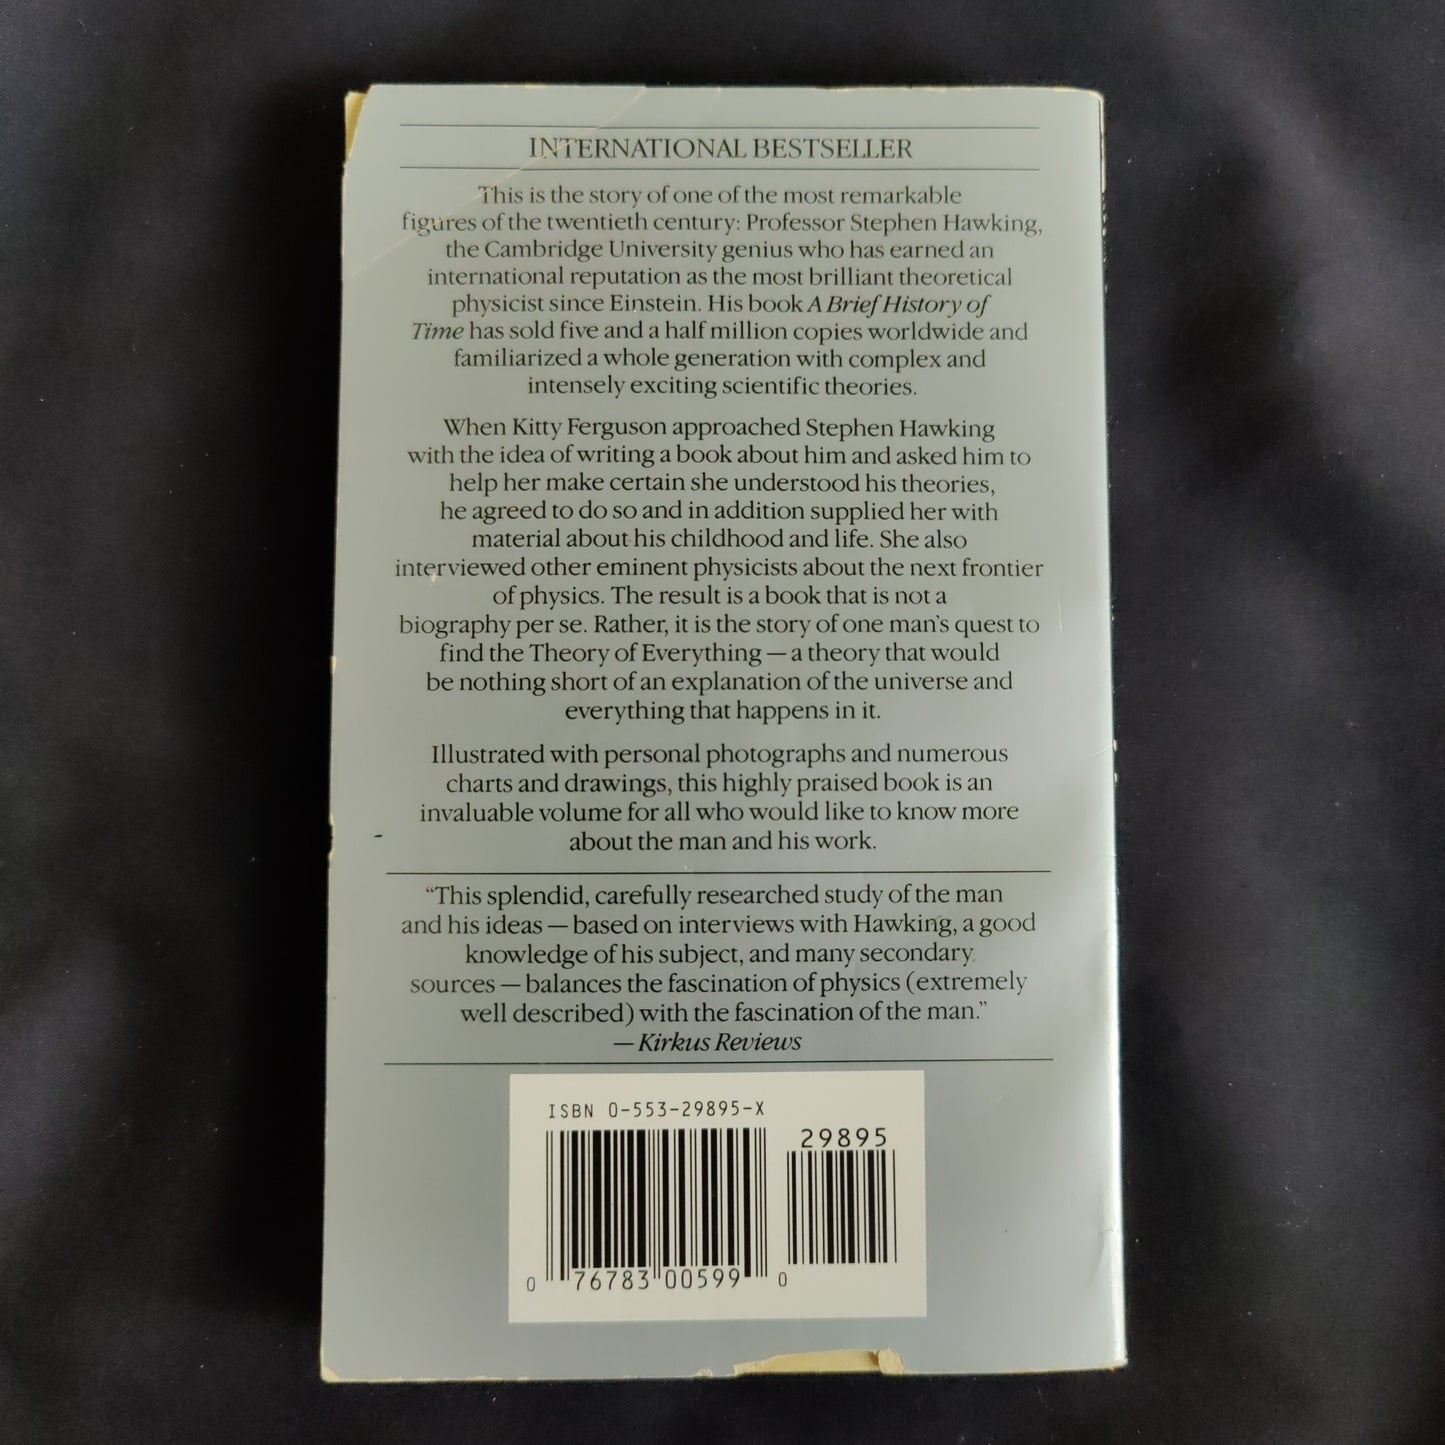 INTERNATIONAL BESTSELLER
This is the story of one of the most remarkable
figures of the twentieth century: Professor Stephen Hawking,
the Cambridge University genius who has earned an
international reputation as the most brilliant theoretical
physicist since Einstein. His book A Brief History of
Time has sold five and a half million copies worldwide and
familiarized a whole generation with complex and
intensely exciting scientific theories.
When Kitty Ferguson approached Stephen Hawking
with the idea of writing a book about him and asked him to
help her make certain she understood his theories,
he agreed to do so and in addition supplied her with
material about his childhood and life. She also
interviewed other eminent physicists about the next frontier
of physics. The result is a book that is not a
biography per se. Rather, it is the story of one man's quest to
find the Theory of Everything — a theory that would
be nothing short of an explanation of the universe and
everything that happens in it.
Illustrated with personal photographs and numerous
charts and drawings, this highly praised book is an
invaluable volume for all who would like to know more
about the man and his work.
“This splendid, carefully researched study of the man
and his ideas — based on interviews with Hawking, a good
knowledge of his subject, and many secondary
sources — balances the fascination of physics (extremely
well described) with the fascination of the man.”
— Kirkus Reviews
ISBN 0-553-29895-X
29895
0 76783 00599 0